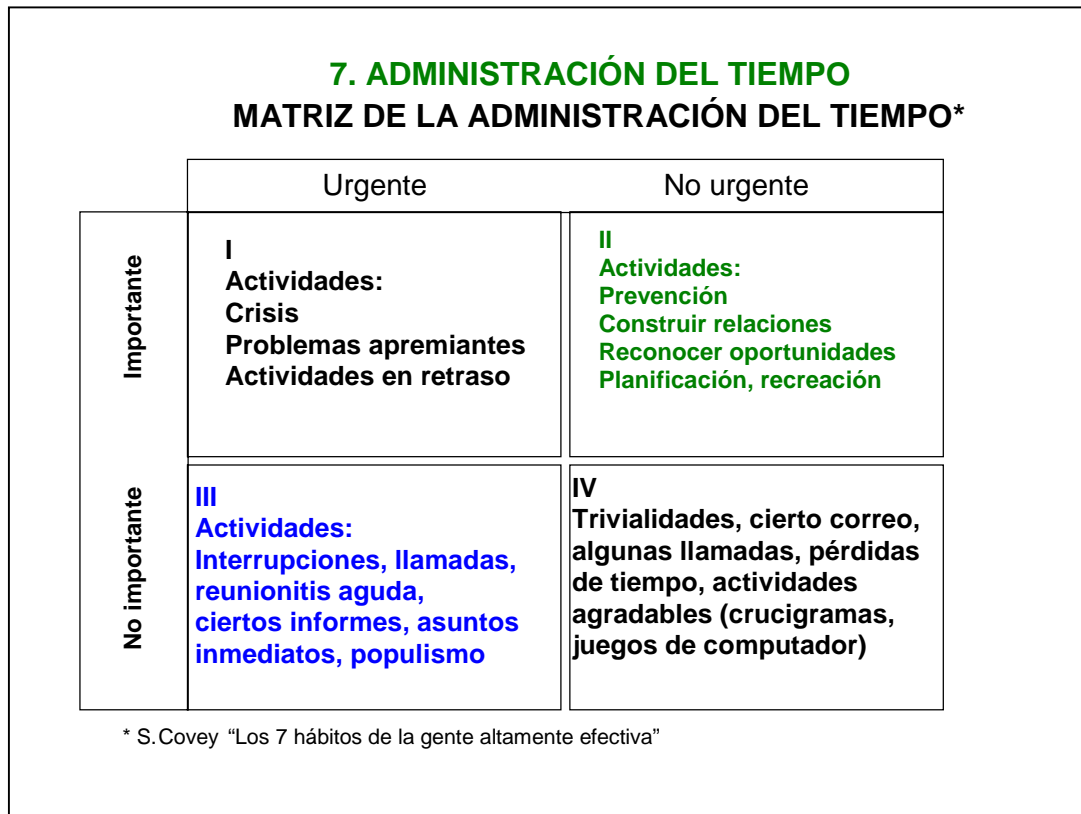 7. ADMINISTRACIÓN DEL TIEMPO
MATRIZ DE LA ADMINISTRACIÓN DEL TIEMPO*
Urgente
No urgente
Importante
I
Actividades:
Crisis
Problemas apremiantes
Actividades en retraso
II
Actividades:
Prevención
Construir relaciones
Reconocer oportunidades
Planificación, recreación
No importante
III
Actividades:
Interrupciones, llamadas,
reunionitis aguda,
ciertos informes, asuntos
inmediatos, populismo
IV
Trivialidades, cierto correo,
algunas llamadas, pérdidas
de tiempo, actividades
agradables (crucigramas,
juegos de computador)
* S.Covey “Los 7 hábitos de la gente altamente efectiva”